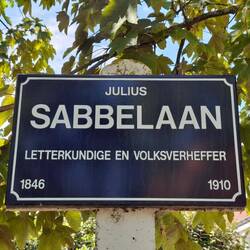 JULIUS
SABBELAAN
LETTERKUNDIGE EN VOLKSVERHEFFER
1846 1910